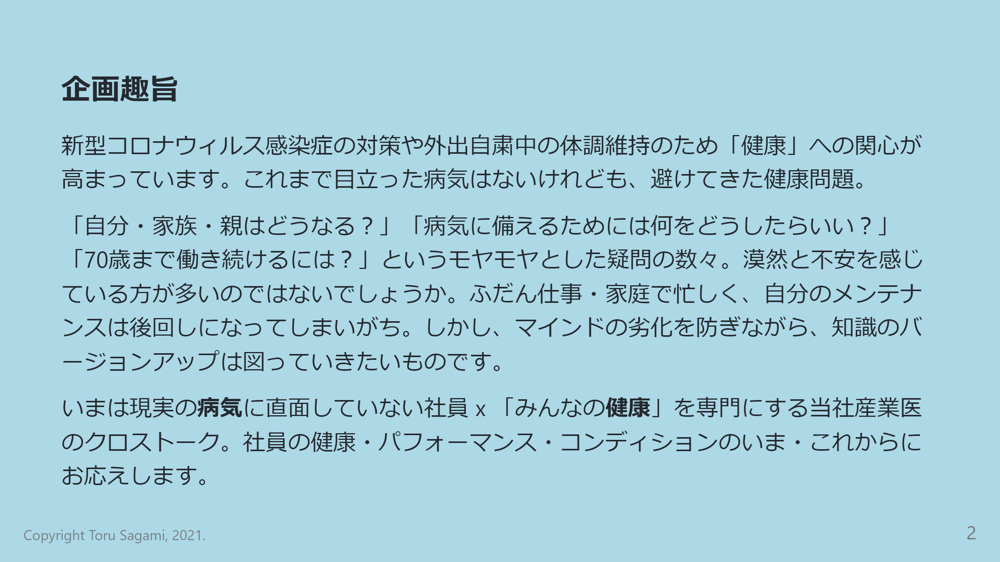 企画趣旨
新型コロナウィルス感染症の対策や外出自粛中の体調維持のため「健康」への関心が
高まっています。これまで目立った病気はないけれども、避けてきた健康問題。
「自分・家族・親はどうなる？」「病気に備えるためには何をどうしたらいい？」
「70歳まで働き続けるには？」というモヤモヤとした疑問の数々。漠然と不安を感じ
ている方が多いのではないでしょうか。ふだん仕事・家庭で忙しく、自分のメンテナ
ンスは後回しになってしまいがち。しかし、マインドの劣化を防ぎながら、知識のバ
ージョンアップは図っていきたいものです。
いまは現実の病気に直面していない社員 x 「みんなの健康」を専門にする当社産業医
のクロストーク。社員の健康・パフォーマンス・コンディションのいま・これからに
お応えします。
Copyright Toru Sagami, 2021.
2